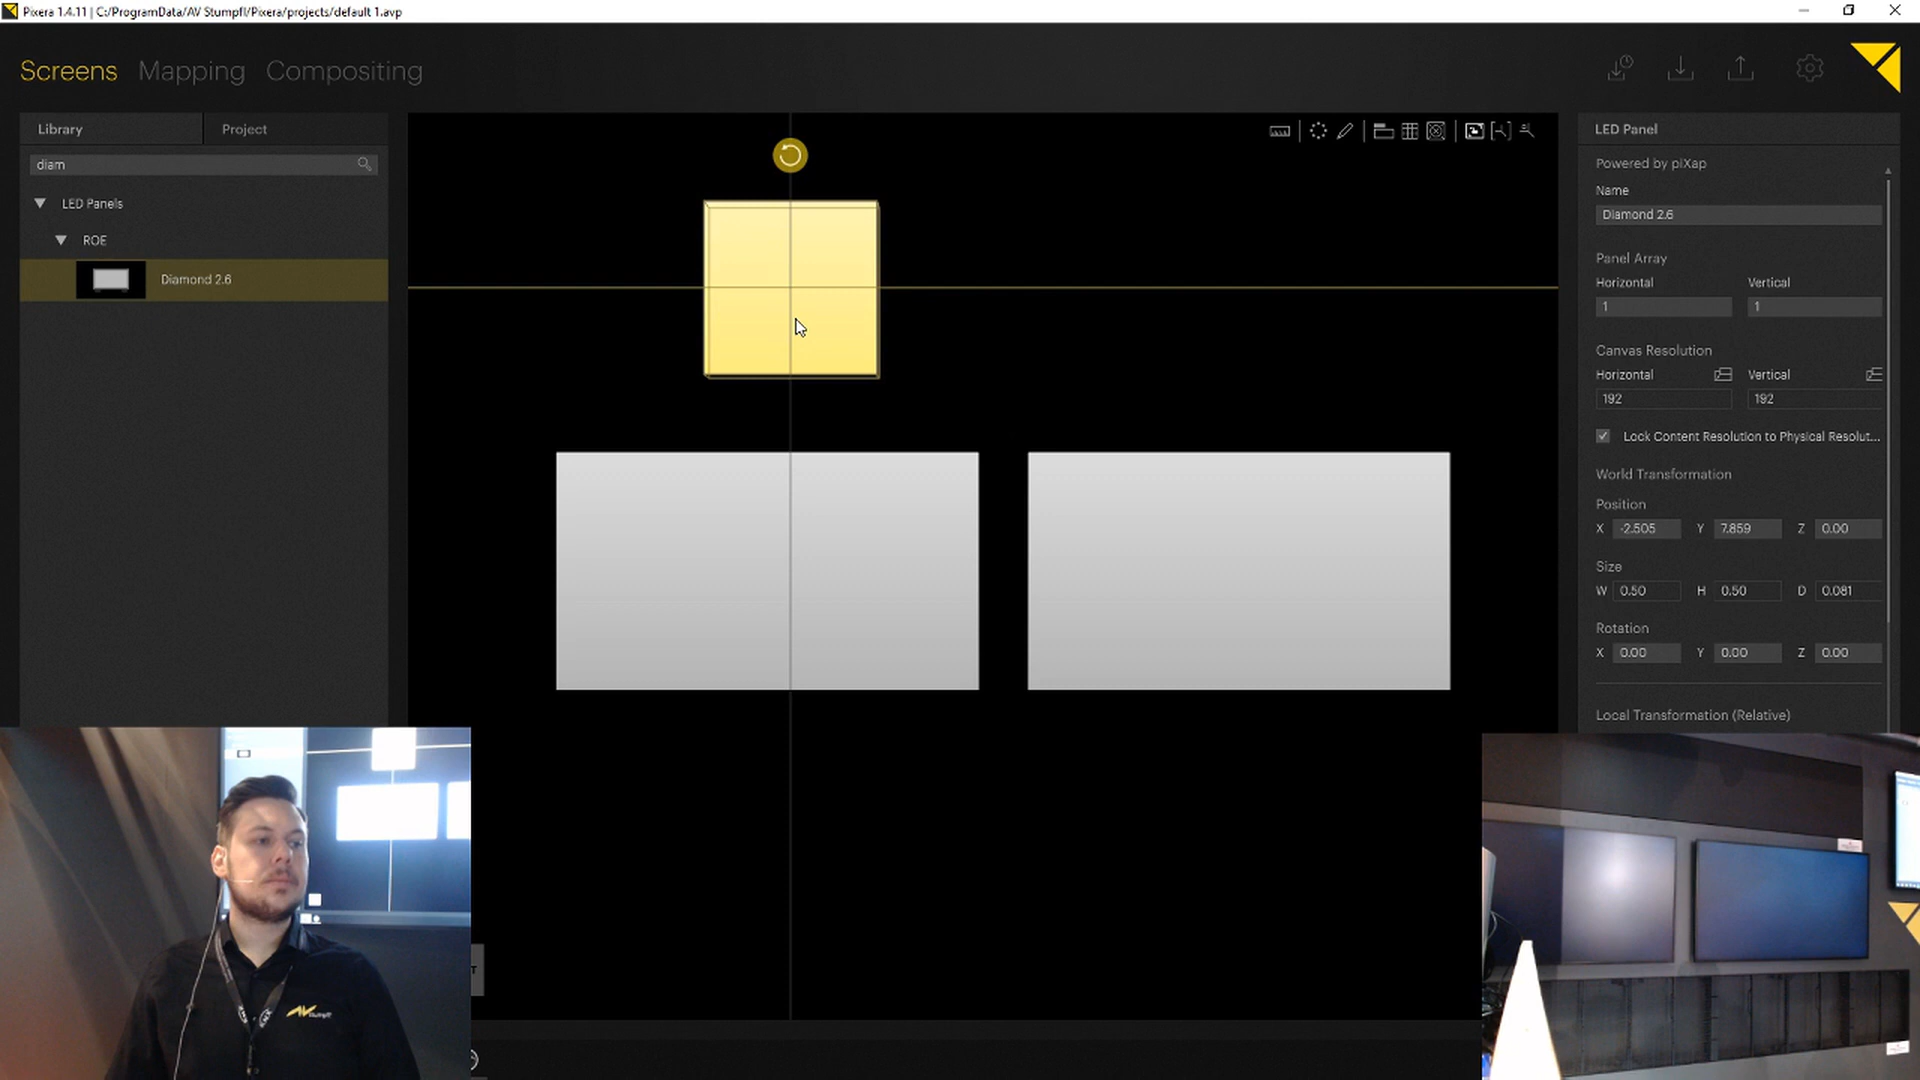 Pixera 1.4.11 | C:/ProgramData/AV Stumpfl/Pixera/projects/default 1.avp
Screens Mapping Compositing
Library Project
diam
LED Panels
ROE
Diamond 2.6
LED Panel
Powered by piXap
Name
Diamond 2.6
Panel Array
Horizontal Vertical
1 1
Canvas Resolution
Horizontal Vertical
192 192
Lock Content Resolution to Physical Resolut...
World Transformation
Position
X -2.505 Y 7.859 Z 0.00
Size
W 0.50 H 0.50 D 0.081
Rotation
X 0.00 Y 0.00 Z 0.00
Local Transformation (Relative)
AV Stumpfl